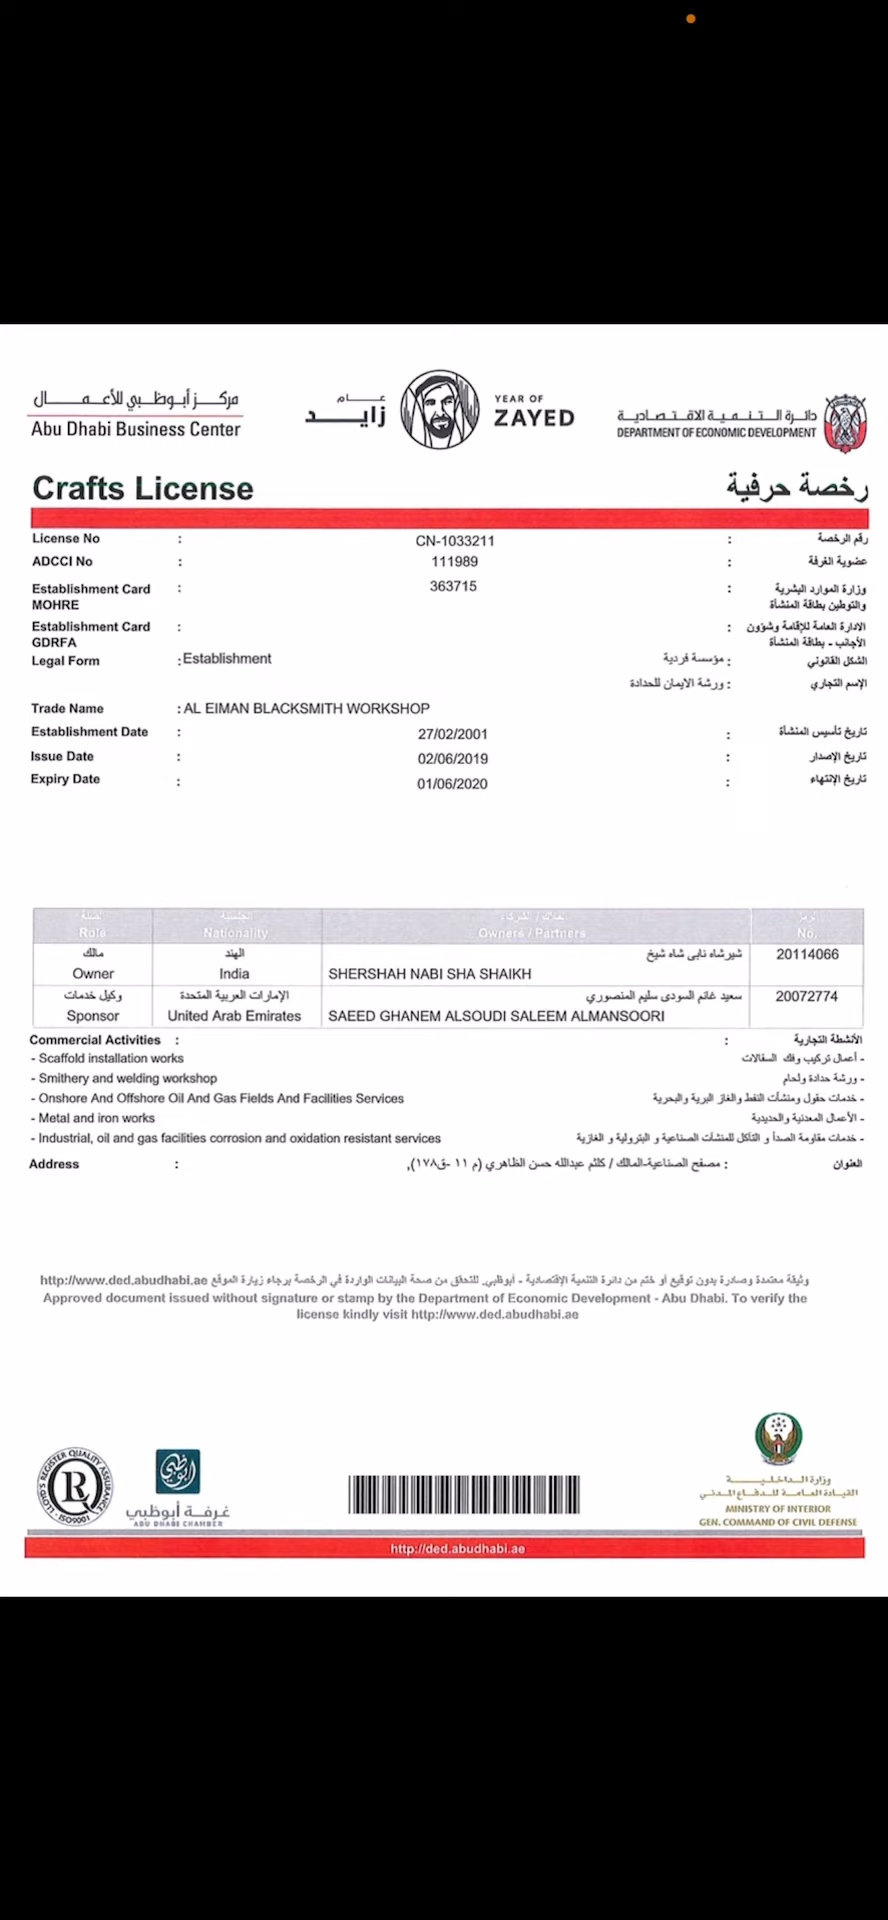 مركز أبوظبي للأعمال
Abu Dhabi Business Center
عام
زايد
YEAR OF
ZAYED
دائرة التنمية الاقتصادية
DEPARTMENT OF ECONOMIC DEVELOPMENT
Crafts License
رخصة حرفية
License No : CN-1033211 : رقم الرخصة
ADCCI No : 111989 : عضوية الغرفة
Establishment Card : 363715 : وزارة الموارد البشرية
MOHRE والتوطين بطاقة المنشأة
Establishment Card : : الادارة العامة للإقامة وشؤون
GDRFA الأجانب - بطاقة المنشأة
Legal Form : Establishment مؤسسة فردية : الشكل القانوني
ورشة الايمان للحدادة : الإسم التجاري
Trade Name : AL EIMAN BLACKSMITH WORKSHOP
Establishment Date : 27/02/2001 : تاريخ تأسيس المنشأة
Issue Date : 02/06/2019 : تاريخ الإصدار
Expiry Date : 01/06/2020 : تاريخ الإنتهاء
الصفة الجنسية الملاك / الشركاء الرمز
Role Nationality Owners / Partners No.
مالك الهند شيرشاه نابى شاه شيخ 20114066
Owner India SHERSHAH NABI SHA SHAIKH
وكيل خدمات الإمارات العربية المتحدة سعيد غانم السودى سليم المنصوري 20072774
Sponsor United Arab Emirates SAEED GHANEM ALSOUDI SALEEM ALMANSOORI
Commercial Activities : : الأنشطة التجارية
- Scaffold installation works - أعمال تركيب وفك السقالات
- Smithery and welding workshop - ورشة حدادة ولحام
- Onshore And Offshore Oil And Gas Fields And Facilities Services - خدمات حقول ومنشآت النفط والغاز البرية والبحرية
- Metal and iron works - الأعمال المعدنية والحديدية
- Industrial, oil and gas facilities corrosion and oxidation resistant services - خدمات مقاومة الصدأ و التآكل للمنشآت الصناعية و البترولية و الغازية
Address : : مصفح الصناعية-المالك / كلثم عبدالله حسن الظاهري (م ١١ -ق١٧٨), العنوان
وثيقة معتمدة وصادرة بدون توقيع أو ختم من دائرة التنمية الإقتصادية - أبوظبي. للتحقق من صحة البيانات الواردة في الرخصة برجاء زيارة الموقع http://www.ded.abudhabi.ae
Approved document issued without signature or stamp by the Department of Economic Development - Abu Dhabi. To verify the
license kindly visit http://www.ded.abudhabi.ae
LLOYD'S REGISTER QUALITY ASSURANCE
LR
ISO9001
أبوظبي
غرفة أبوظبي
ABU DHABI CHAMBER
وزارة الداخلية
القيادة العامة للدفاع المدني
MINISTRY OF INTERIOR
GEN. COMMAND OF CIVIL DEFENSE
http://ded.abudhabi.ae